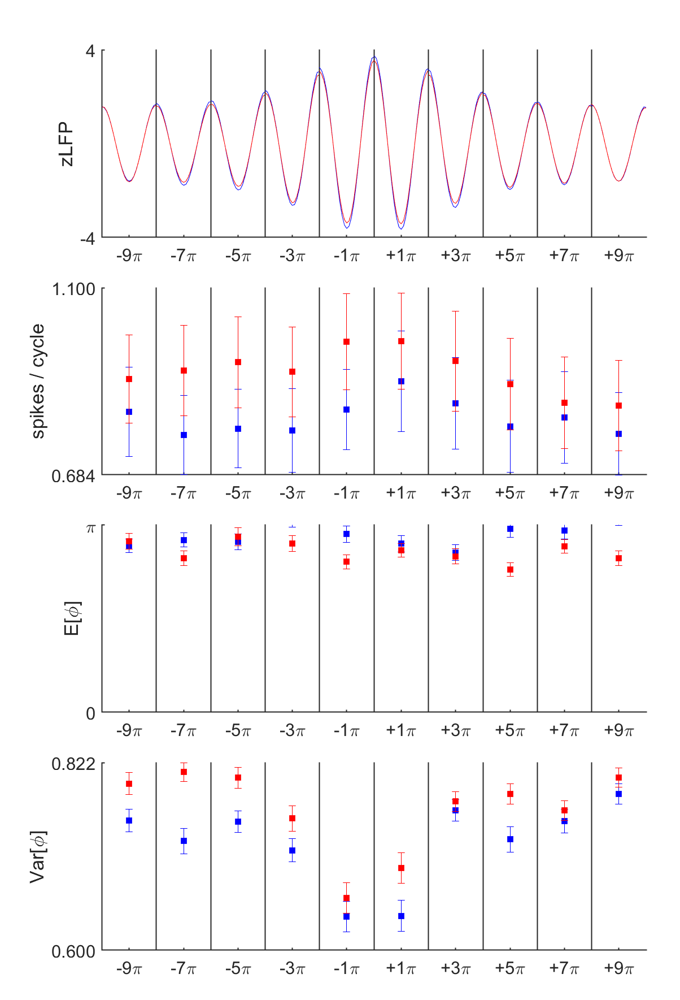 4
zLFP
-4
-9π -7π -5π -3π -1π +1π +3π +5π +7π +9π
1.100
spikes / cycle
0.684
-9π -7π -5π -3π -1π +1π +3π +5π +7π +9π
π
E[ϕ]
0
-9π -7π -5π -3π -1π +1π +3π +5π +7π +9π
0.822
Var[ϕ]
0.600
-9π -7π -5π -3π -1π +1π +3π +5π +7π +9π